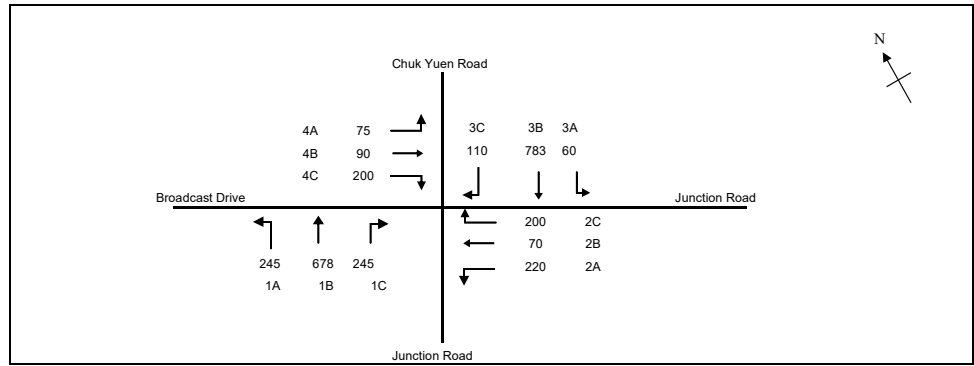 N
Chuk Yuen Road
4A 75
4B 90
4C 200
3C 3B 3A
110 783 60
Broadcast Drive
Junction Road
245 678 245
1A 1B 1C
200 2C
70 2B
220 2A
Junction Road